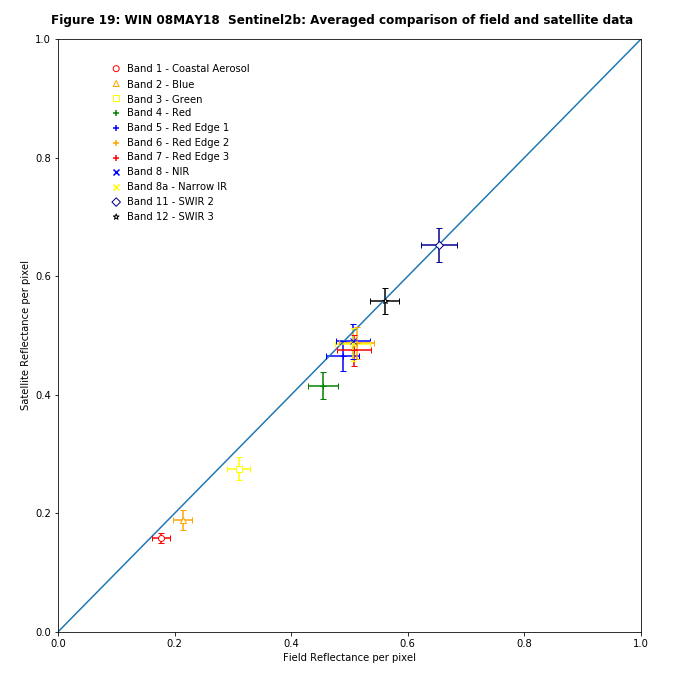 Figure 19: WIN 08MAY18  Sentinel2b: Averaged comparison of field and satellite data
1.0
0.8
0.6
0.4
0.2
0.0
Satellite Reflectance per pixel
Band 1 - Coastal Aerosol
Band 2 - Blue
Band 3 - Green
Band 4 - Red
Band 5 - Red Edge 1
Band 6 - Red Edge 2
Band 7 - Red Edge 3
Band 8 - NIR
Band 8a - Narrow IR
Band 11 - SWIR 2
Band 12 - SWIR 3
0.0 0.2 0.4 0.6 0.8 1.0
Field Reflectance per pixel